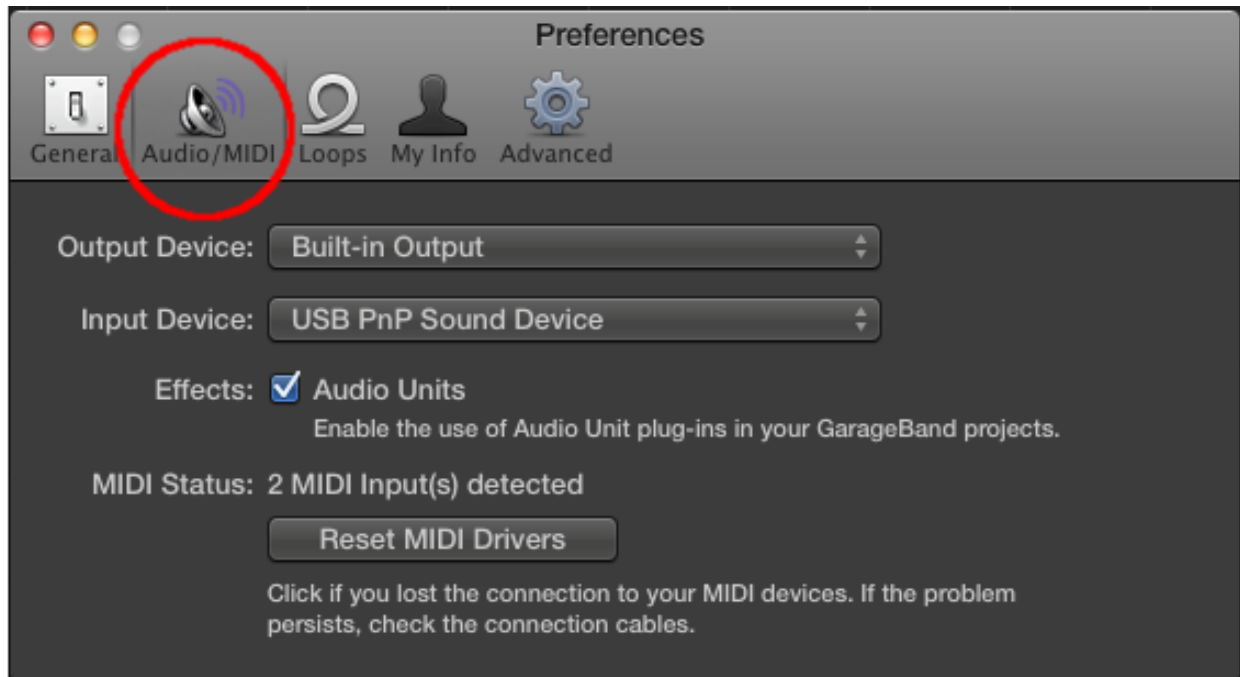 Preferences
General Audio/MIDI Loops My Info Advanced
Output Device: Built-in Output
Input Device: USB PnP Sound Device
Effects: Audio Units
Enable the use of Audio Unit plug-ins in your GarageBand projects.
MIDI Status: 2 MIDI Input(s) detected
Reset MIDI Drivers
Click if you lost the connection to your MIDI devices. If the problem
persists, check the connection cables.